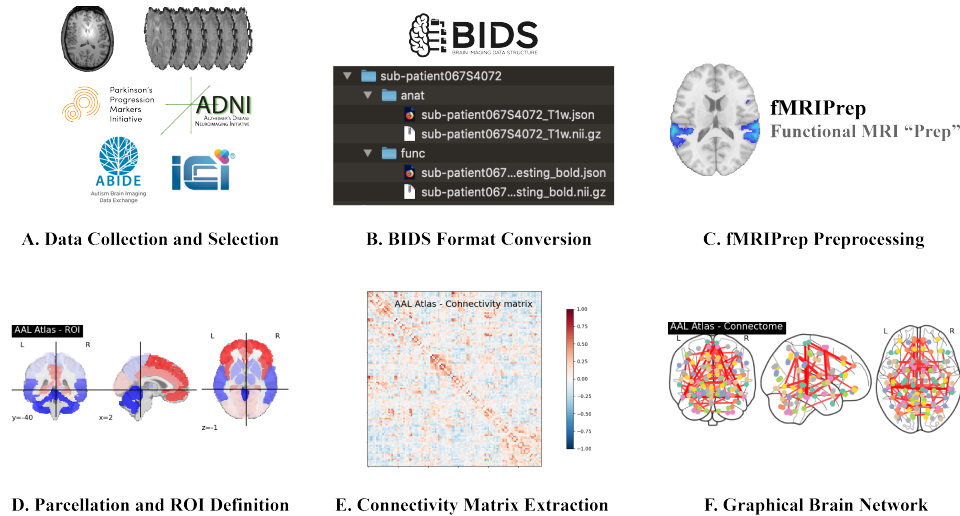 Parkinson's
Progression
Markers
Initiative
ADNI
ALZHEIMER'S DISEASE
NEUROIMAGING INITIATIVE
ABIDE
Autism Brain Imaging
Data Exchange
A. Data Collection and Selection
BIDS
BRAIN IMAGING DATA STRUCTURE
sub-patient067S4072
anat
sub-patient067S4072_T1w.json
sub-patient067S4072_T1w.nii.gz
func
sub-patient067...esting_bold.json
sub-patient067...sting_bold.nii.gz
B. BIDS Format Conversion
fMRIPrep
Functional MRI “Prep”
C. fMRIPrep Preprocessing
AAL Atlas - ROI
L R
L R
y=-40
x=2
z=-1
D. Parcellation and ROI Definition
AAL Atlas - Connectivity matrix
1.00
0.75
0.50
0.25
0.00
−0.25
−0.50
−0.75
−1.00
E. Connectivity Matrix Extraction
AAL Atlas - Connectome
L R
L R
F. Graphical Brain Network